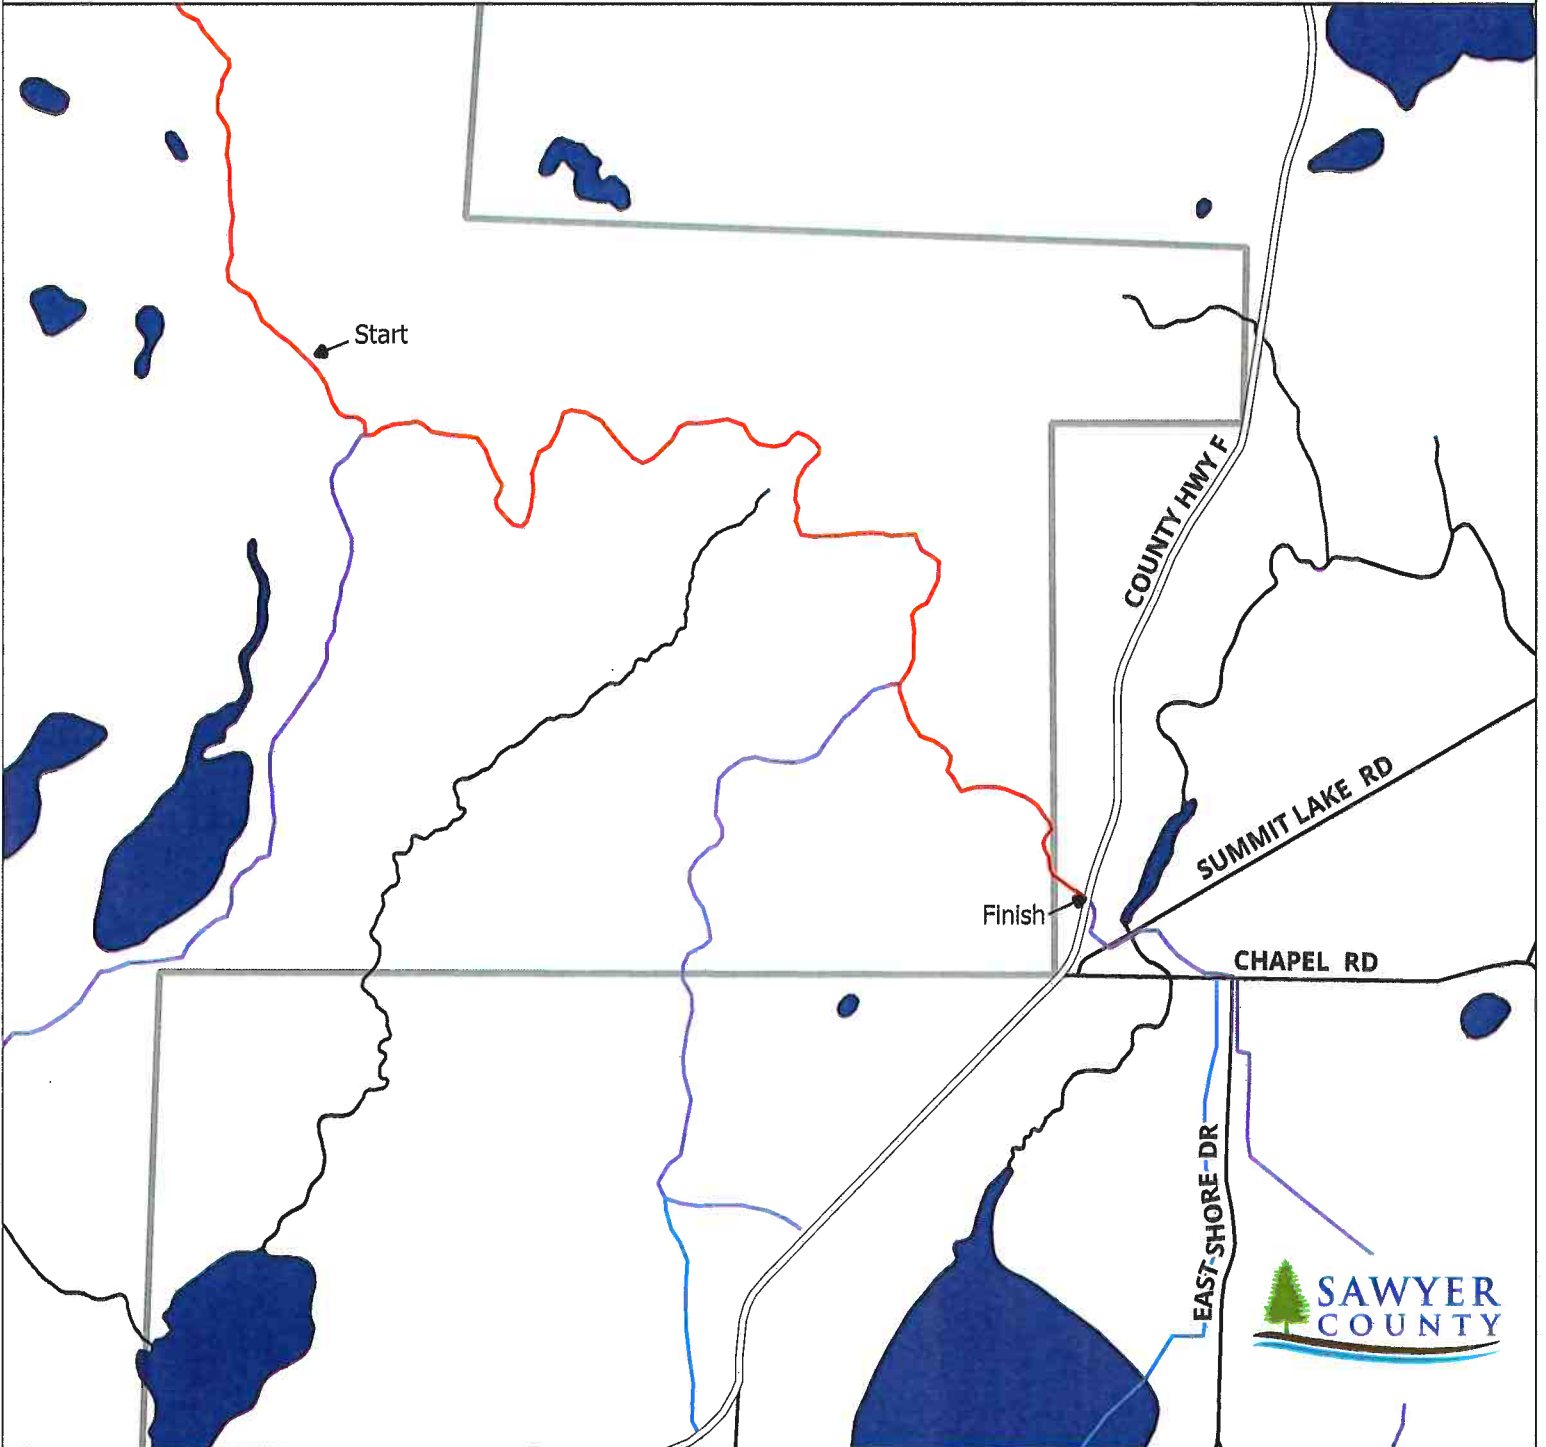 Start
COUNTY HWY F
SUMMIT LAKE RD
Finish
CHAPEL RD
EAST SHORE DR
SAWYER
COUNTY